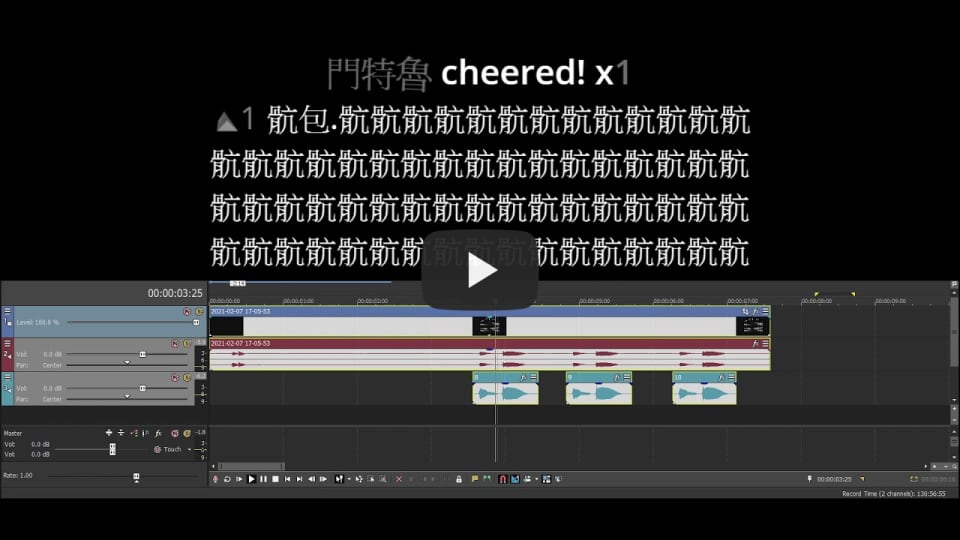 門特魯 cheered! x1
1 骯包.骯骯骯骯骯骯骯骯骯骯骯骯骯
骯骯骯骯骯骯骯骯骯骯骯骯骯骯骯骯骯
骯骯骯骯骯骯骯骯骯骯骯骯骯骯骯骯骯
骯骯骯骯骯骯骯骯骯骯骯骯骯骯骯骯骯
00:00:03:25
00:00:00:00 00:00:01:00 00:00:02:00 00:00:05:00 00:00:06:00 00:00:07:00 00:00:08:00 00:00:09:00
1 Level: 100.0 %
2021-02-07 17-05-53
2021-02-07 17-05-53
2 Vol: 0.0 dB
Pan: Center
8 9 10
3 Vol: 0.0 dB
Pan: Center
Master
Vol: 0.0 dB
Vol: 0.0 dB
Touch
Rate: 1.00
00:00:03:25
Record Time (2 channels): 138:56:55